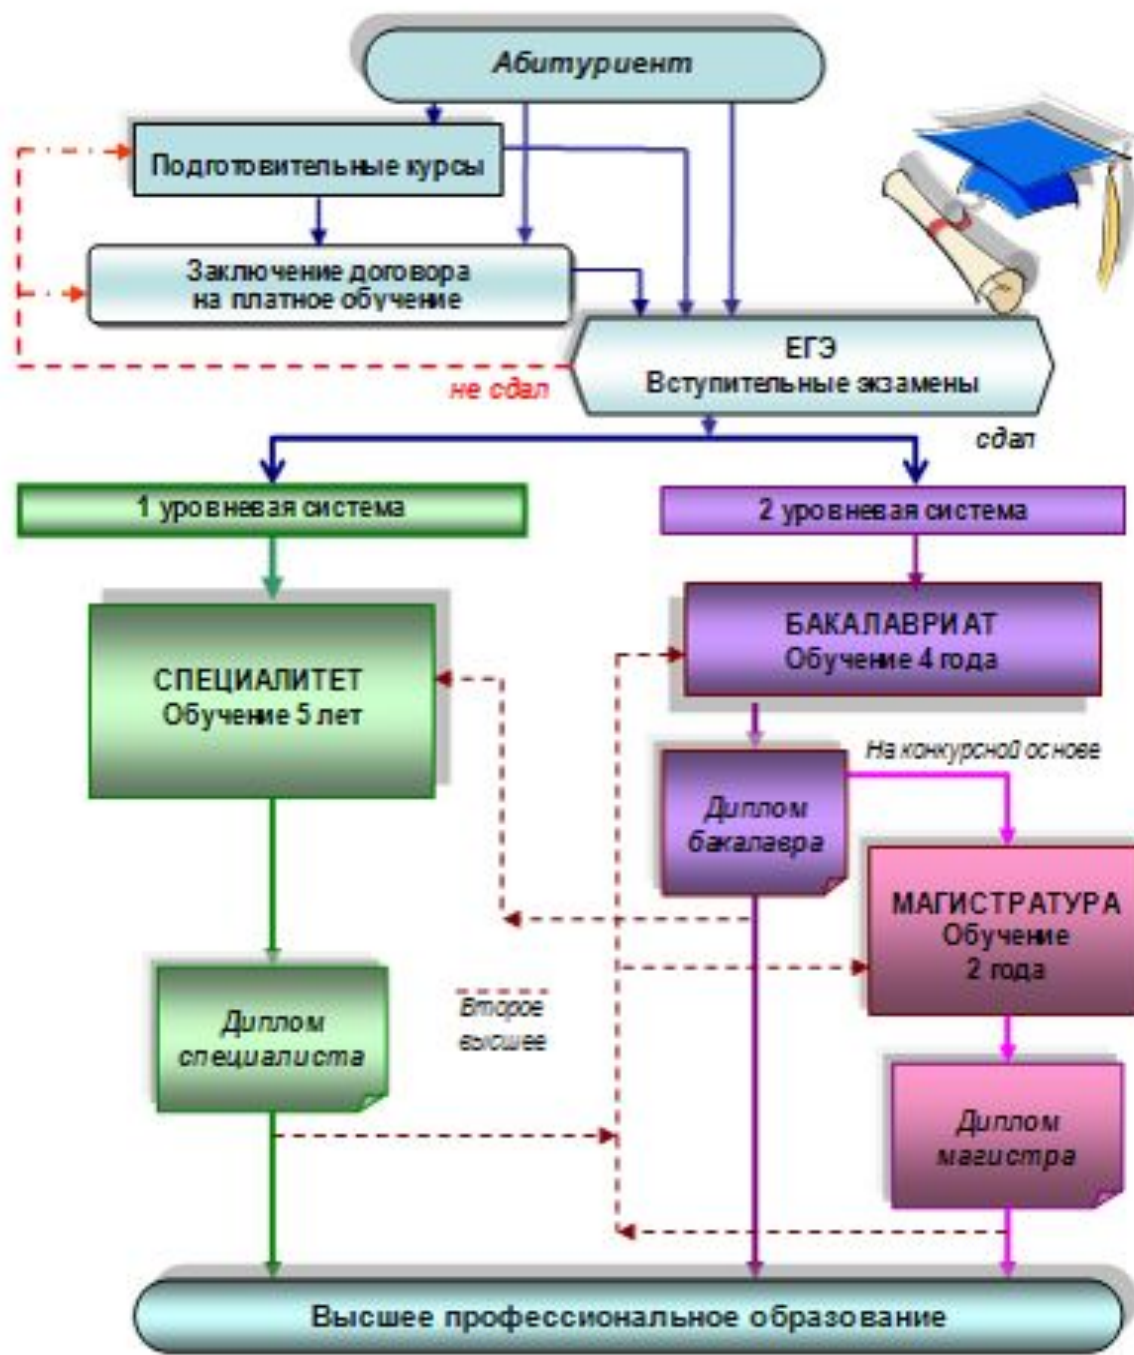 Абитуриент
Подготовительные курсы
Заключение договора
на платное обучение
ЕГЭ
Вступительные экзамены
не сдал
сдал
1 уровневая система
2 уровневая система
СПЕЦИАЛИТЕТ
Обучение 5 лет
БАКАЛАВРИАТ
Обучение 4 года
На конкурсной основе
Диплом
бакалавра
МАГИСТРАТУРА
Обучение
2 года
Диплом
специалиста
Второе
высшее
Диплом
магистра
Высшее профессиональное образование